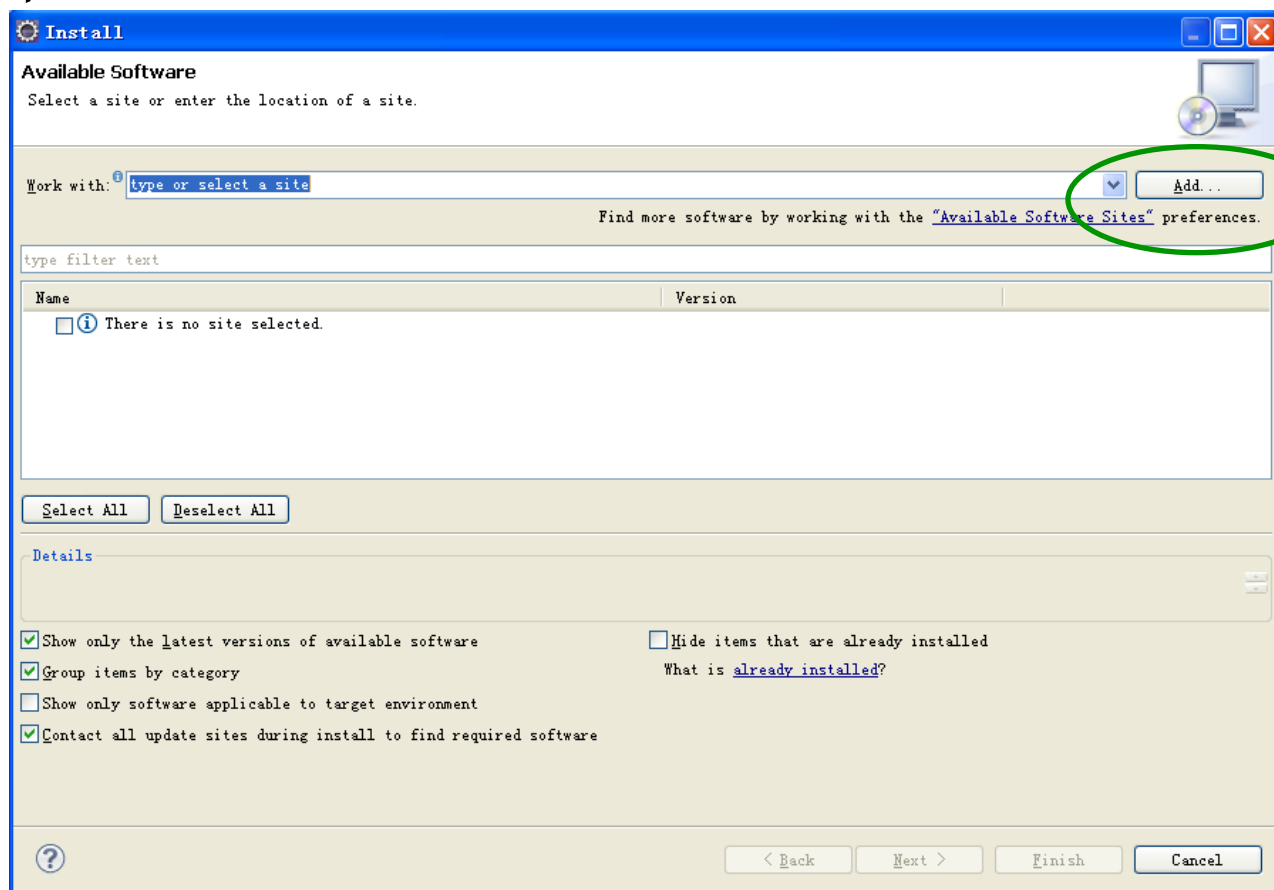 Install
Available Software
Select a site or enter the location of a site.
Work with: type or select a site Add...
Find more software by working with the "Available Software Sites" preferences.
type filter text
Name Version
There is no site selected.
Select All Deselect All
Details
Show only the latest versions of available software Hide items that are already installed
Group items by category What is already installed?
Show only software applicable to target environment
Contact all update sites during install to find required software
? < Back Next > Finish Cancel